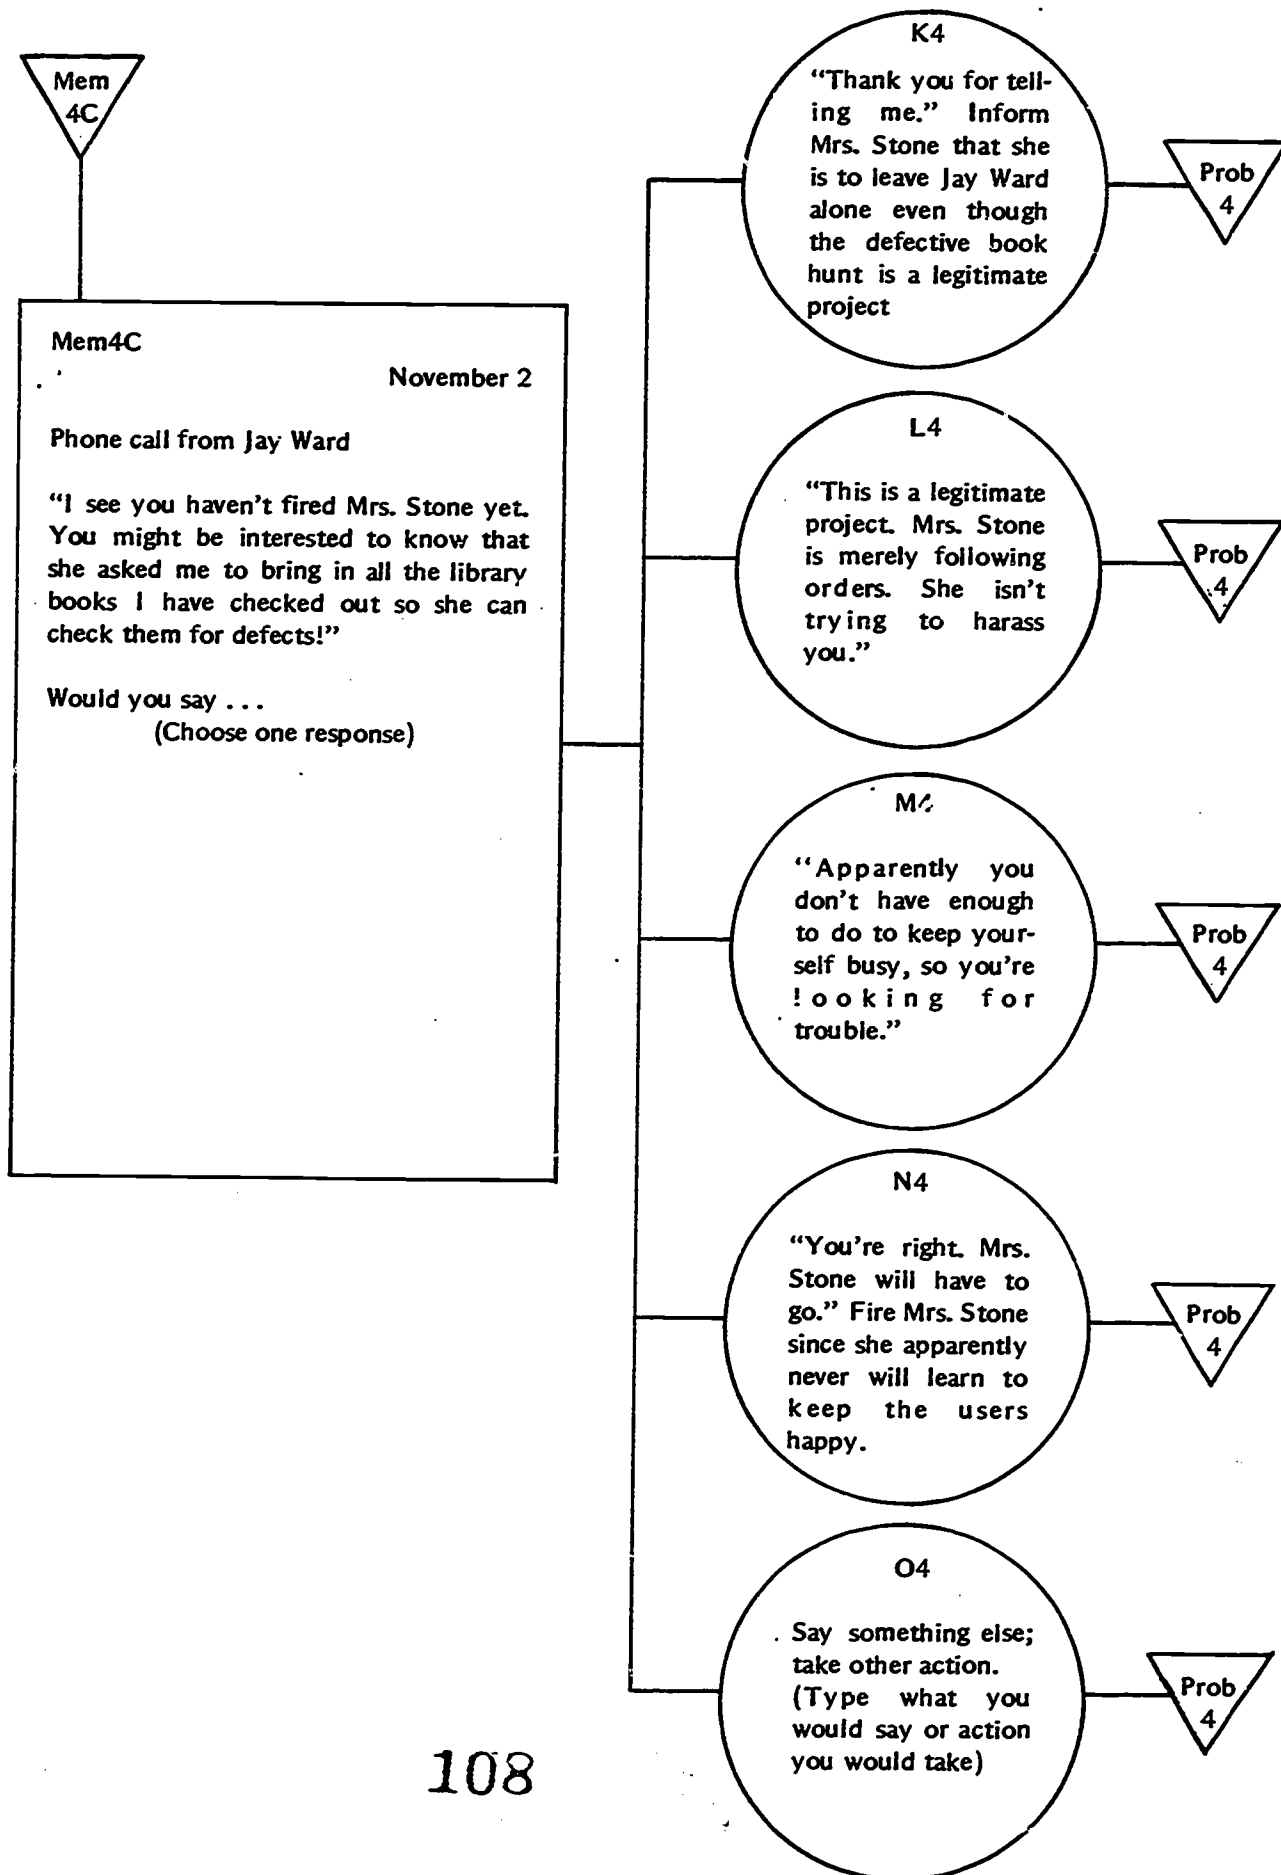 Mem
4C
Mem4C
November 2
Phone call from Jay Ward
“I see you haven't fired Mrs. Stone yet.
You might be interested to know that
she asked me to bring in all the library
books I have checked out so she can
check them for defects!”
Would you say ...
(Choose one response)
K4
“Thank you for tell-
ing me.” Inform
Mrs. Stone that she
is to leave Jay Ward
alone even though
the defective book
hunt is a legitimate
project
Prob
4
L4
“This is a legitimate
project. Mrs. Stone
is merely following
orders. She isn't
trying to harass
you.”
Prob
4
M4
“Apparently you
don't have enough
to do to keep your-
self busy, so you're
looking for
trouble.”
Prob
4
N4
“You're right. Mrs.
Stone will have to
go.” Fire Mrs. Stone
since she apparently
never will learn to
keep the users
happy.
Prob
4
O4
Say something else;
take other action.
(Type what you
would say or action
you would take)
Prob
4
108